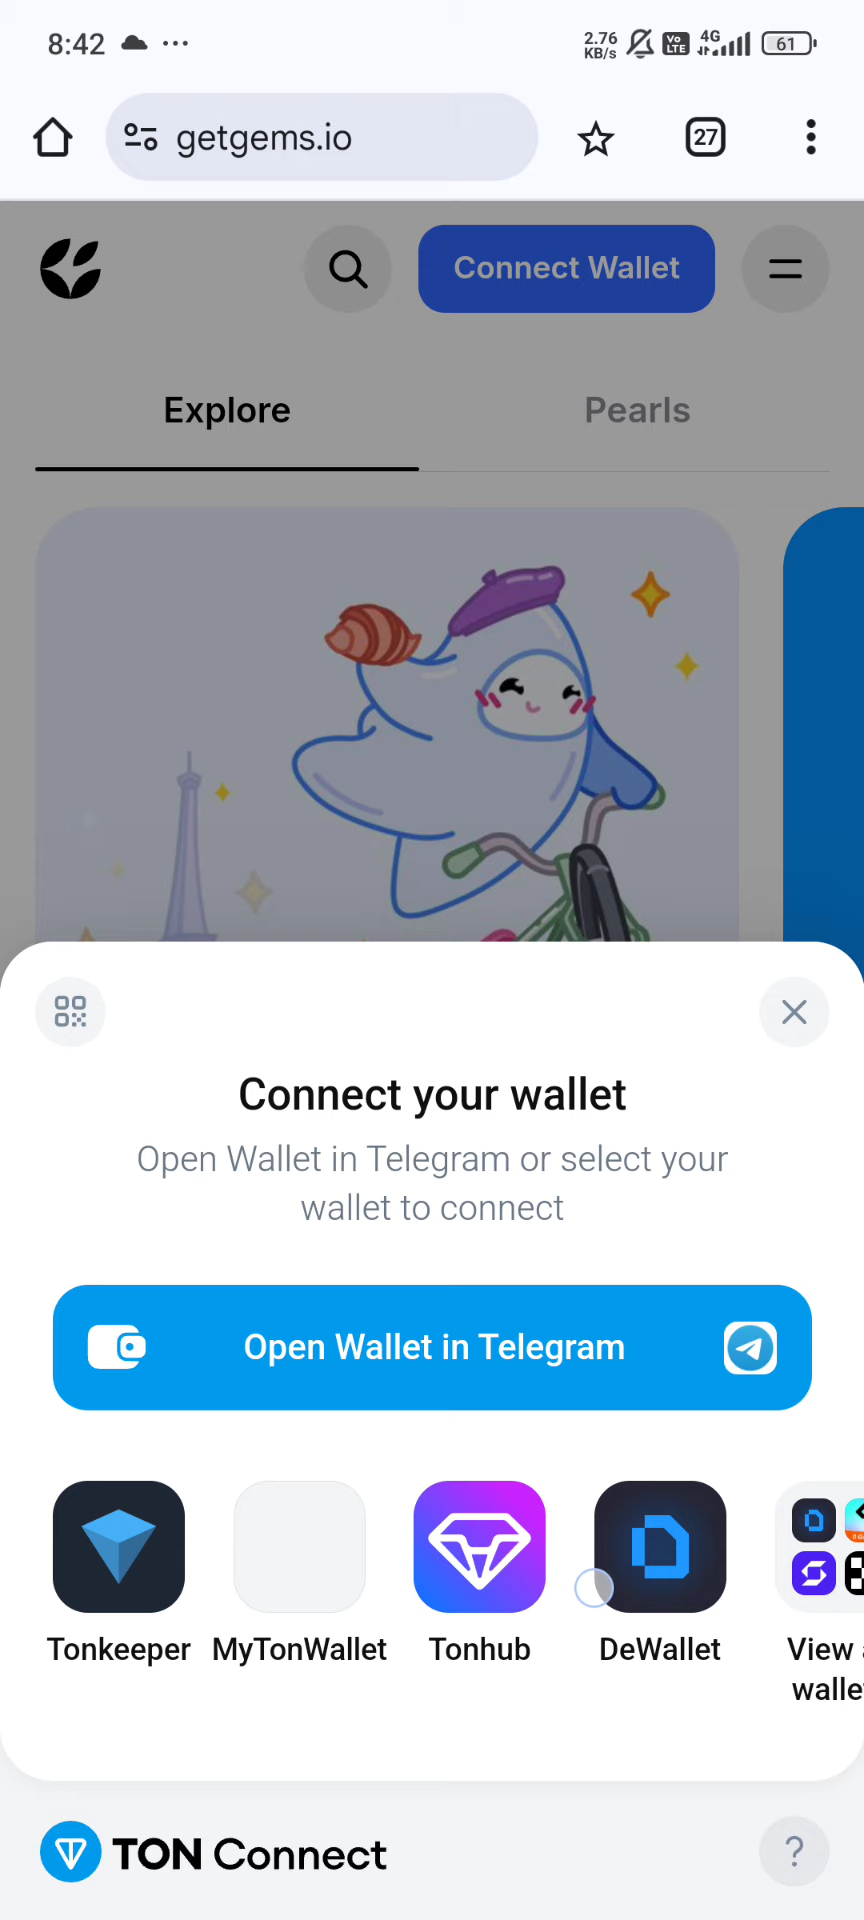 8:42
2.76
KB/s
Vo
LTE
4G
61
getgems.io
27
Connect Wallet
Explore
Pearls
Connect your wallet
Open Wallet in Telegram or select your
wallet to connect
Open Wallet in Telegram
Tonkeeper
MyTonWallet
Tonhub
DeWallet
View
TON Connect
?